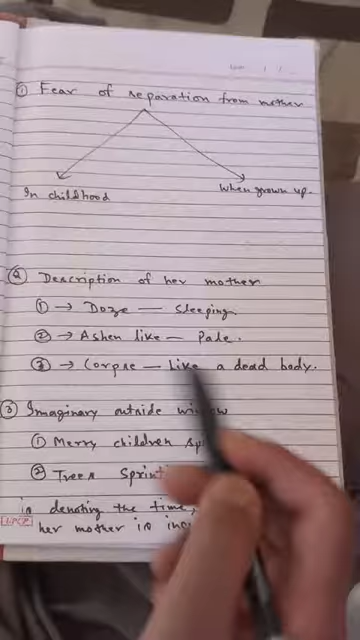 ① Fear of separation from mother
In childhood
When grown up.
② Description of her mother
① → Doze — Sleeping.
② → Ashen like — Pale.
③ → Corpse — Like a dead body.
③ Imaginary outside window
① Merry children
② Trees
is denoting the time,
her mother is